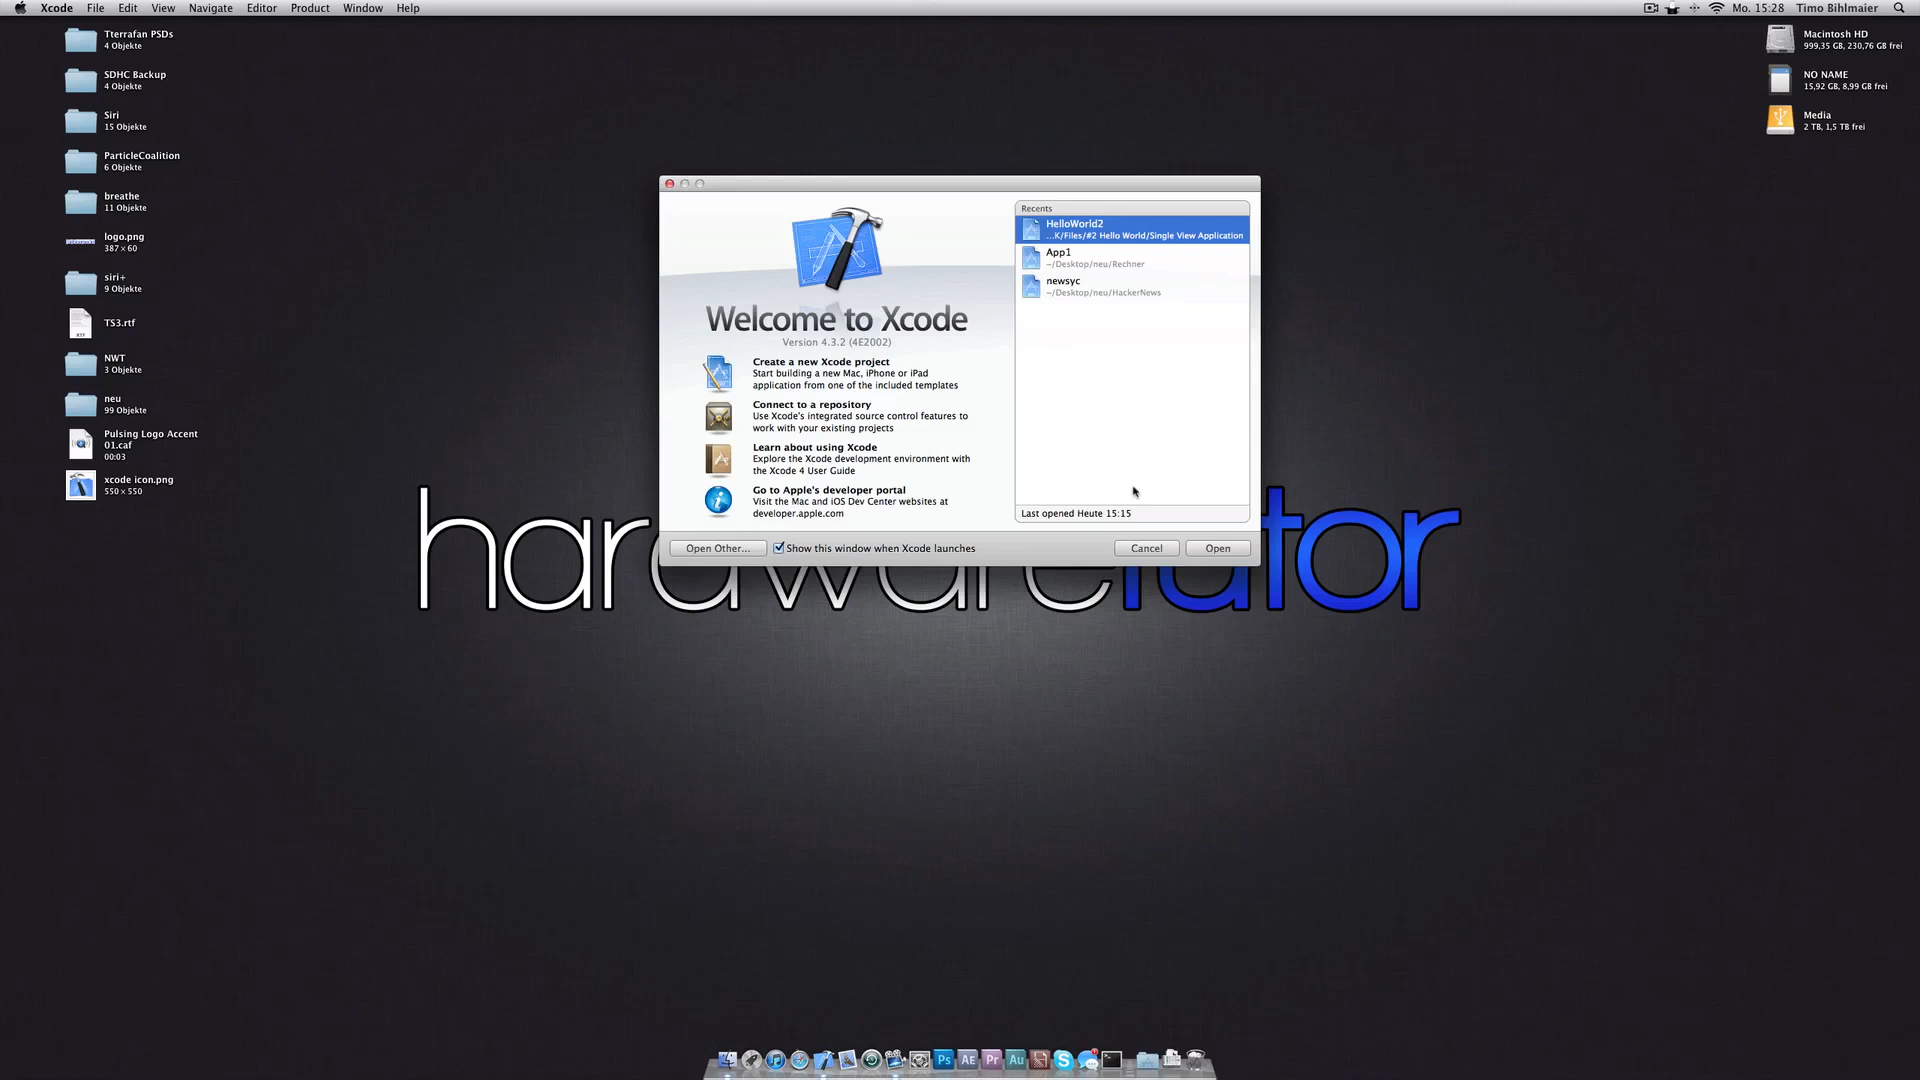 Xcode File Edit View Navigate Editor Product Window Help
Mo. 15:28 Timo Bihlmaier
Tterrafan PSDs
4 Objekte
SDHC Backup
4 Objekte
Siri
15 Objekte
ParticleCoalition
6 Objekte
breathe
11 Objekte
logo.png
387 × 60
siri+
9 Objekte
TS3.rtf
NWT
3 Objekte
neu
99 Objekte
Pulsing Logo Accent
01.caf
00:03
xcode icon.png
550 × 550
Macintosh HD
999,35 GB, 230,76 GB frei
NO NAME
15,92 GB, 8,99 GB frei
Media
2 TB, 1,5 TB frei
Welcome to Xcode
Version 4.3.2 (4E2002)
Create a new Xcode project
Start building a new Mac, iPhone or iPad
application from one of the included templates
Connect to a repository
Use Xcode's integrated source control features to
work with your existing projects
Learn about using Xcode
Explore the Xcode development environment with
the Xcode 4 User Guide
Go to Apple's developer portal
Visit the Mac and iOS Dev Center websites at
developer.apple.com
Recents
HelloWorld2
...K/Files/#2 Hello World/Single View Application
App1
~/Desktop/neu/Rechner
newsyc
~/Desktop/neu/HackerNews
Last opened Heute 15:15
Open Other...
Show this window when Xcode launches
Cancel
Open
hardwaretutor
Ps AE Pr Au